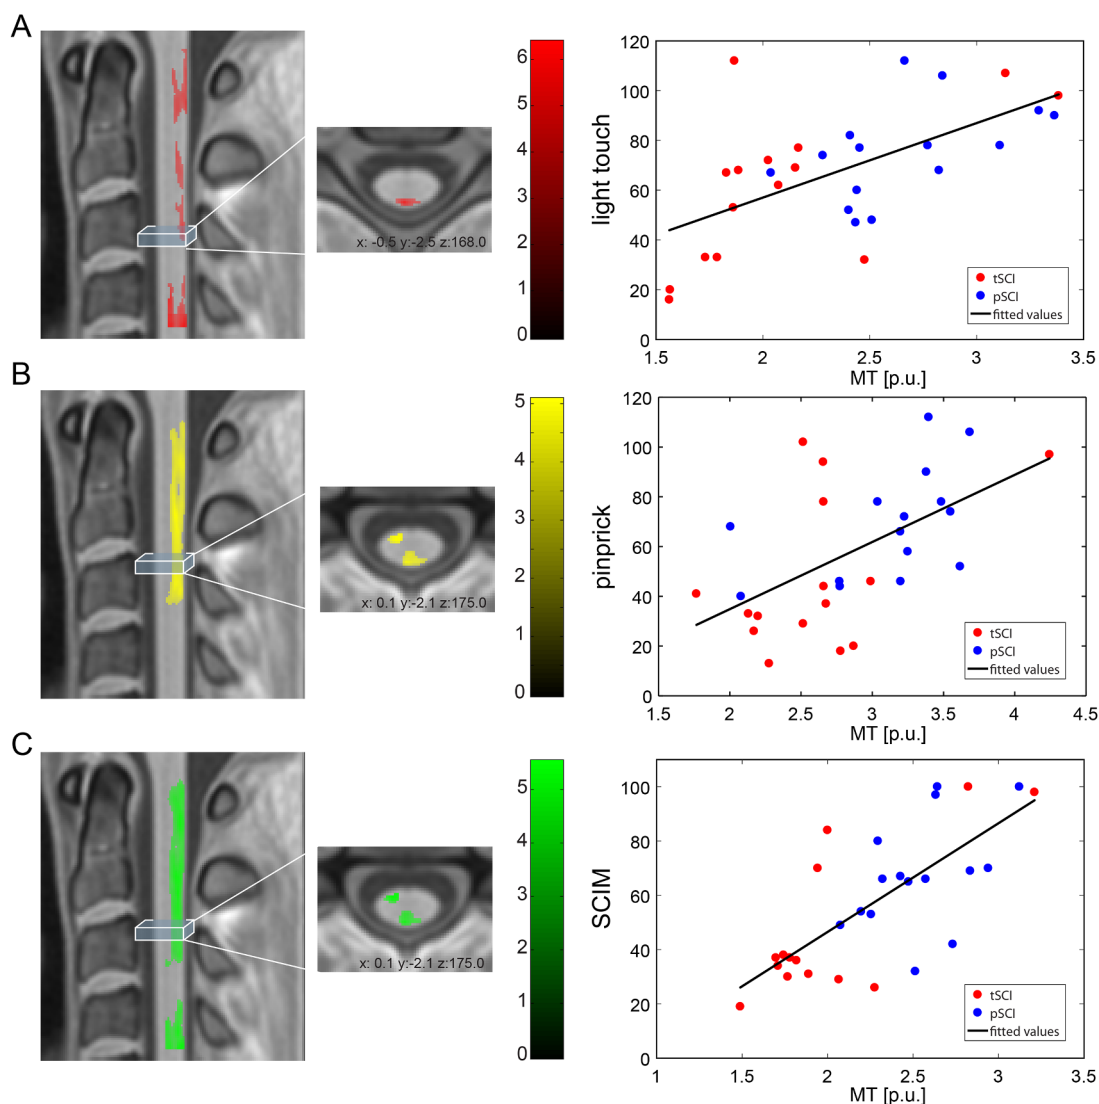 A
6
5
4
3
2
1
0
x: -0.5 y:-2.5 z:168.0
light touch
120
100
80
60
40
20
0
1.5 2 2.5 3 3.5
MT [p.u.]
tSCI
pSCI
fitted values
B
5
4
3
2
1
0
x: 0.1 y:-2.1 z:175.0
pinprick
120
100
80
60
40
20
0
1.5 2 2.5 3 3.5 4 4.5
MT [p.u.]
tSCI
pSCI
fitted values
C
5
4
3
2
1
0
x: 0.1 y:-2.1 z:175.0
SCIM
100
80
60
40
20
0
1 1.5 2 2.5 3 3.5
MT [p.u.]
tSCI
pSCI
fitted values